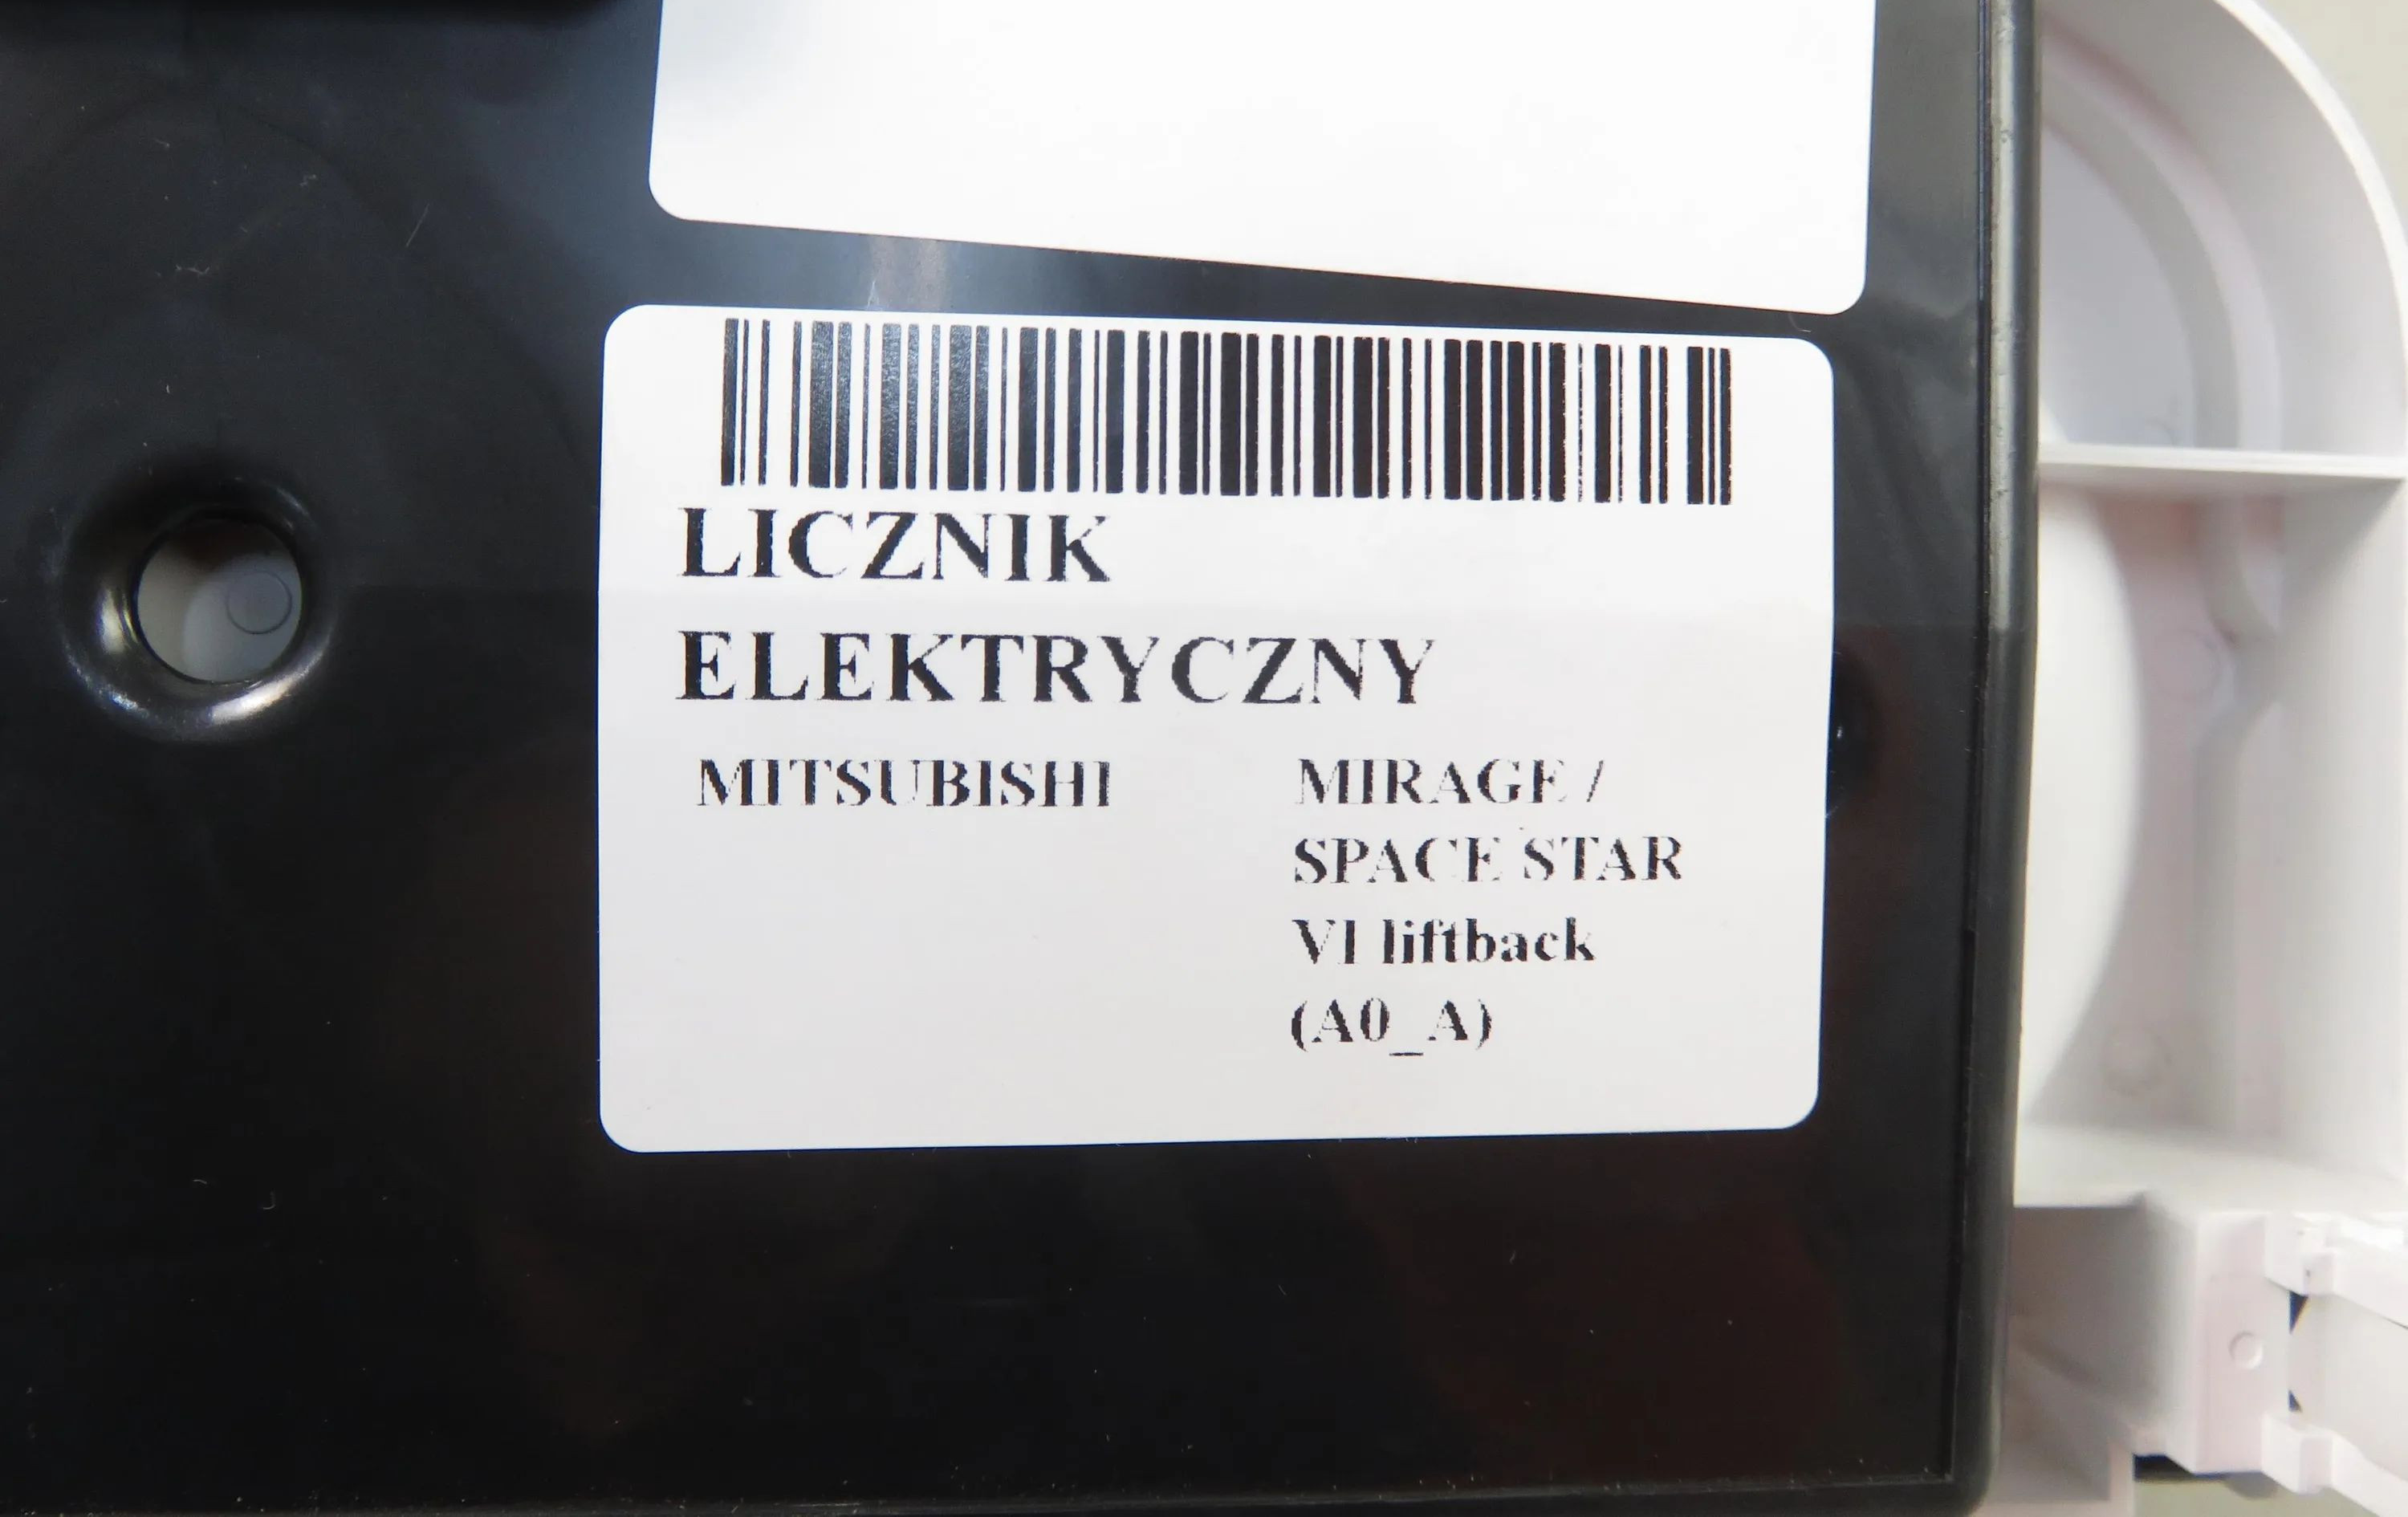 LICZNIK
ELEKTRYCZNY
MITSUBISHI MIRAGE /
SPACE STAR
VI liftback
(A0_A)